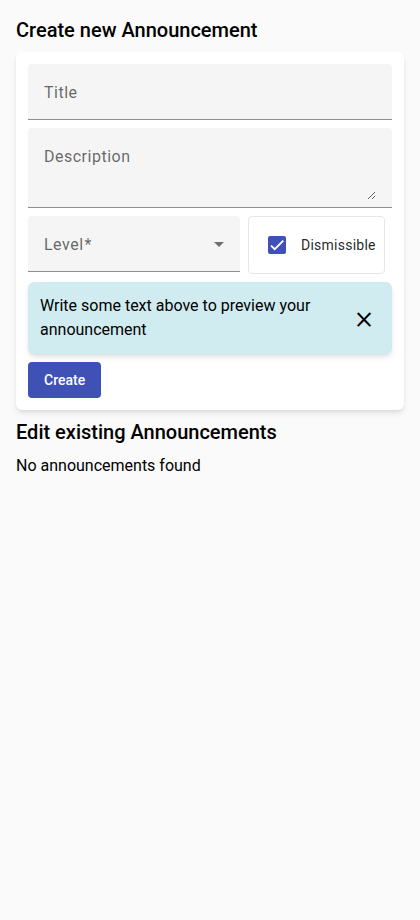 Create new Announcement
Title
Description
Level*
Dismissible
Write some text above to preview your
announcement
Create
Edit existing Announcements
No announcements found